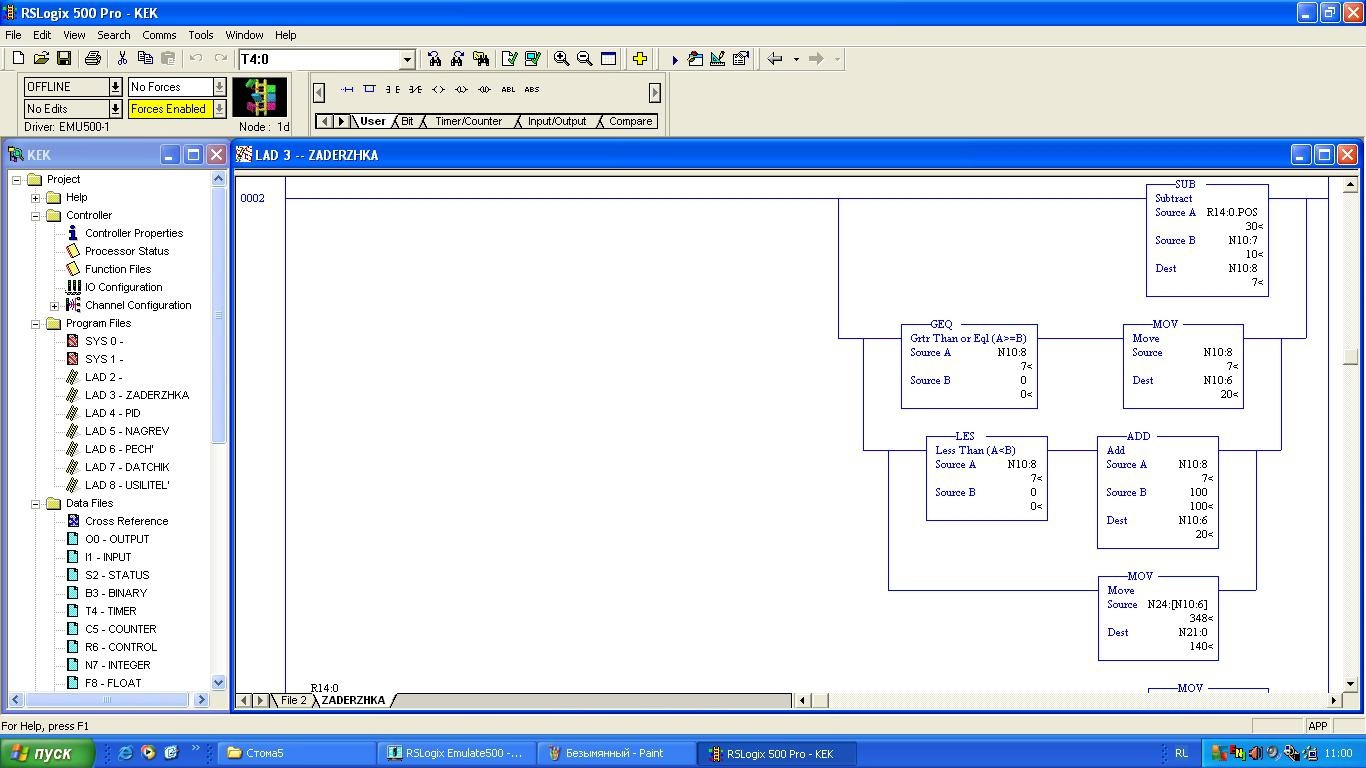 RSLogix 500 Pro - KEK
File Edit View Search Comms Tools Window Help
T4:0
OFFLINE No Forces
No Edits Forces Enabled
Driver: EMU500-1 Node : 1d
ABL ABS
User Bit Timer/Counter Input/Output Compare
KEK
Project
Help
Controller
Controller Properties
Processor Status
Function Files
IO Configuration
Channel Configuration
Program Files
SYS 0 -
SYS 1 -
LAD 2 -
LAD 3 - ZADERZHKA
LAD 4 - PID
LAD 5 - NAGREV
LAD 6 - PECH'
LAD 7 - DATCHIK
LAD 8 - USILITEL'
Data Files
Cross Reference
O0 - OUTPUT
I1 - INPUT
S2 - STATUS
B3 - BINARY
T4 - TIMER
C5 - COUNTER
R6 - CONTROL
N7 - INTEGER
F8 - FLOAT
LAD 3 -- ZADERZHKA
0002
SUB
Subtract
Source A R14:0.POS
30<
Source B N10:7
10<
Dest N10:8
7<
GEQ
Grtr Than or Eql (A>=B)
Source A N10:8
7<
Source B 0
0<
MOV
Move
Source N10:8
7<
Dest N10:6
20<
LES
Less Than (A<B)
Source A N10:8
7<
Source B 0
0<
ADD
Add
Source A N10:8
7<
Source B 100
100<
Dest N10:6
20<
MOV
Move
Source N24:[N10:6]
348<
Dest N21:0
140<
R14:0
MOV
File 2 ZADERZHKA
For Help, press F1
APP
пуск
»
Стома5
RSLogix Emulate500 -...
Безымянный - Paint
RSLogix 500 Pro - KEK
RL
11:00